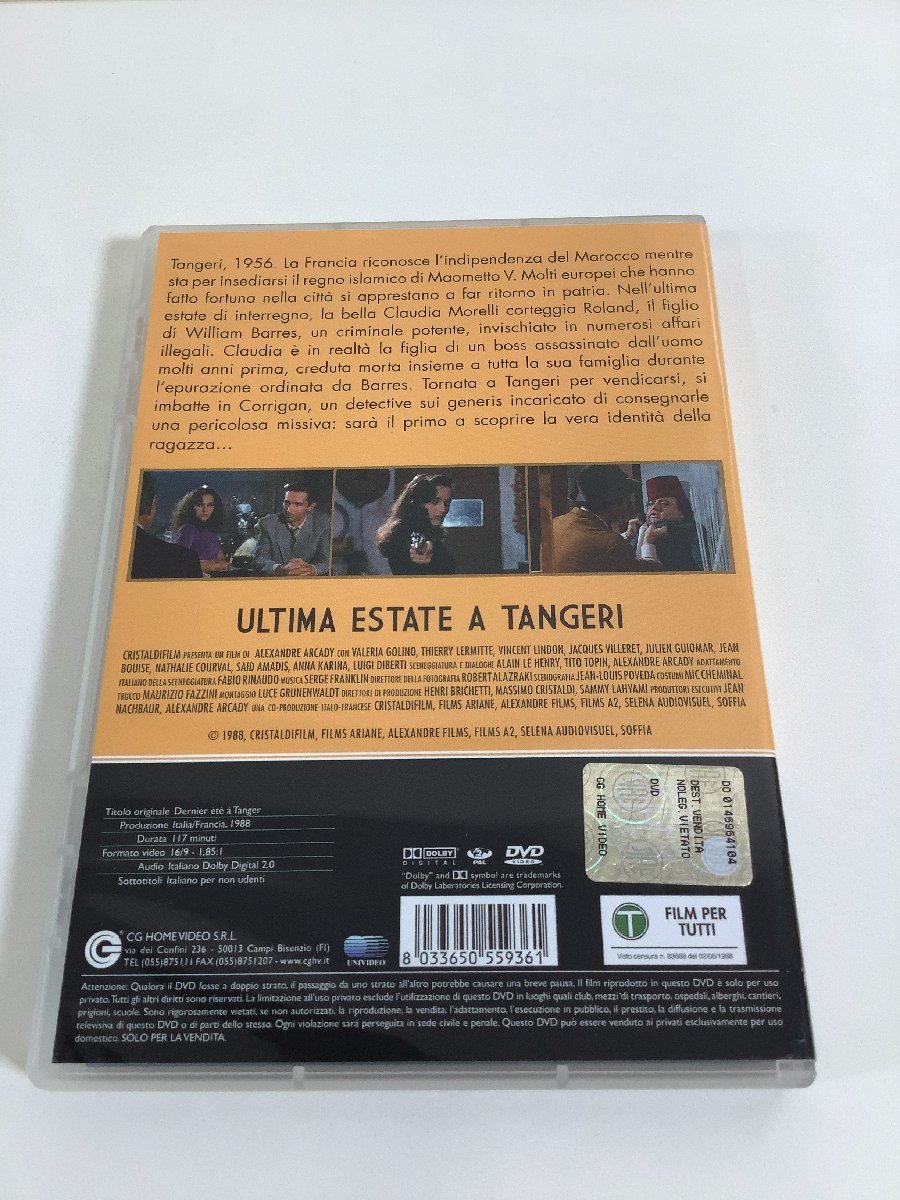 Tangeri, 1956. La Francia riconosce l'indipendenza del Marocco mentre
sta per insediarsi il regno islamico di Maometto V. Molti europei che hanno
fatto fortuna nella città si apprestano a far ritorno in patria. Nell'ultima
estate di interregno, la bella Claudia Morelli corteggia Roland, il figlio
di William Barres, un criminale potente, invischiato in numerosi affari
illegali. Claudia è in realtà la figlia di un boss assassinato dall'uomo
molti anni prima, creduta morta insieme a tutta la sua famiglia durante
l'epurazione ordinata da Barres. Tornata a Tangeri per vendicarsi, si
imbatte in Corrigan, un detective sui generis incaricato di consegnarle
una pericolosa missiva: sarà il primo a scoprire la vera identità della
ragazza...
ULTIMA ESTATE A TANGERI
CRISTALDIFILM PRESENTA UN FILM DI ALEXANDRE ARCADY CON VALERIA GOLINO, THIERRY LERMITTE, VINCENT LINDON, JACQUES VILLERET, JULIEN GUIOMAR, JEAN
BOUISE, NATHALIE COURVAL, SAID AMADIS, ANNA KARINA, LUIGI DIBERTI SCENEGGIATURA E DIALOGHI ALAIN LE HENRY, TITO TOPIN, ALEXANDRE ARCADY ADATTAMENTO
ITALIANO DELLA SCENEGGIATURA FABIO RINAUDO MUSICA SERGE FRANKLIN DIRETTORE DELLA FOTOGRAFIA ROBERT ALAZRAKI SCENOGRAFIA JEAN-LOUIS POVEDA COSTUMI MIC CHEMINAL
TRUCCO MAURIZIO FAZZINI MONTAGGIO LUCE GRUNENWALDT DIRETTORI DI PRODUZIONE HENRI BRICHETTI, MASSIMO CRISTALDI, SAMMY LAHYAMI PRODUTTORI ESECUTIVI JEAN
NACHBAUR, ALEXANDRE ARCADY UNA CO-PRODUZIONE ITALO-FRANCESE CRISTALDIFILM, FILMS ARIANE, ALEXANDRE FILMS, FILMS A2, SELENA AUDIOVISUEL, SOFFIA
© 1988, CRISTALDIFILM, FILMS ARIANE, ALEXANDRE FILMS, FILMS A2, SELENA AUDIOVISUEL, SOFFIA
Titolo originale Dernier été à Tanger
Produzione Italia/Francia, 1988
Durata 117 minuti
Formato video 16/9 - 1,85:1
Audio Italiano Dolby Digital 2.0
Sottotitoli Italiano per non udenti
DOLBY
DIGITAL
2
PAL
DVD
VIDEO
"Dolby" and DD symbol are trademarks
of Dolby Laboratories Licensing Corporation.
DO 0146964104
DEST. VENDITA
NOLEG. VIETATO
DVD
CG HOME VIDEO
CG HOMEVIDEO S.R.L.
via dei Confini 236 - 50013 Campi Bisenzio (FI)
TEL (055)875111 FAX (055)8751207 - www.cghv.it
UNIVIDEO
8 033650 559361
T
FILM PER
TUTTI
Visto censura n. 83668 del 02/06/1988
Attenzione: Qualora il DVD fosse a doppio strato, il passaggio da uno strato all'altro potrebbe causare una breve pausa. Il film riprodotto in questo DVD è solo per uso
privato. Tutti gli altri diritti sono riservati. La limitazione all'uso privato esclude l'utilizzazione di questo DVD in luoghi quali club, mezzi di trasporto, ospedali, alberghi, cantieri,
prigioni, scuole. Sono rigorosamente vietati, se non autorizzati, la riproduzione, la vendita, l'adattamento, l'esecuzione in pubblico, il prestito, la diffusione e la trasmissione
televisiva di questo DVD o di parti dello stesso. Ogni violazione sarà perseguita in sede civile e penale. Questo DVD può essere venduto ai privati esclusivamente per uso
domestico. SOLO PER LA VENDITA.